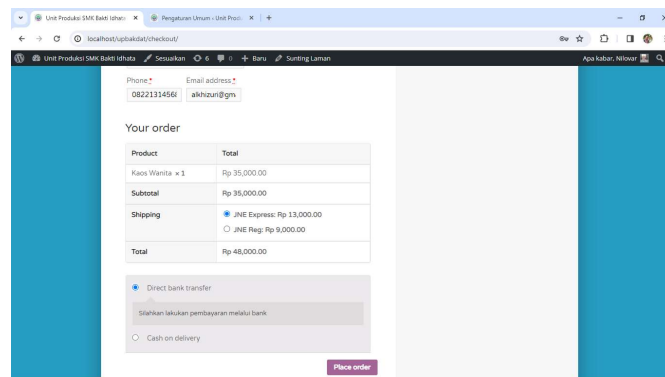 Unit Produksi SMK Bakti Idhata
Pengaturan Umum - Unit Produ
localhost/upbakdat/checkout/
Unit Produksi SMK Bakti Idhata Sesuaikan 6 0 Baru Sunting Laman Apa kabar, Nilovar
Phone * Email address *
0822131456 alkhizuri@gm
Your order
Product Total
Kaos Wanita × 1 Rp 35,000.00
Subtotal Rp 35,000.00
Shipping JNE Express: Rp 13,000.00
JNE Reg: Rp 9,000.00
Total Rp 48,000.00
Direct bank transfer
Silahkan lakukan pembayaran melalui bank
Cash on delivery
Place order